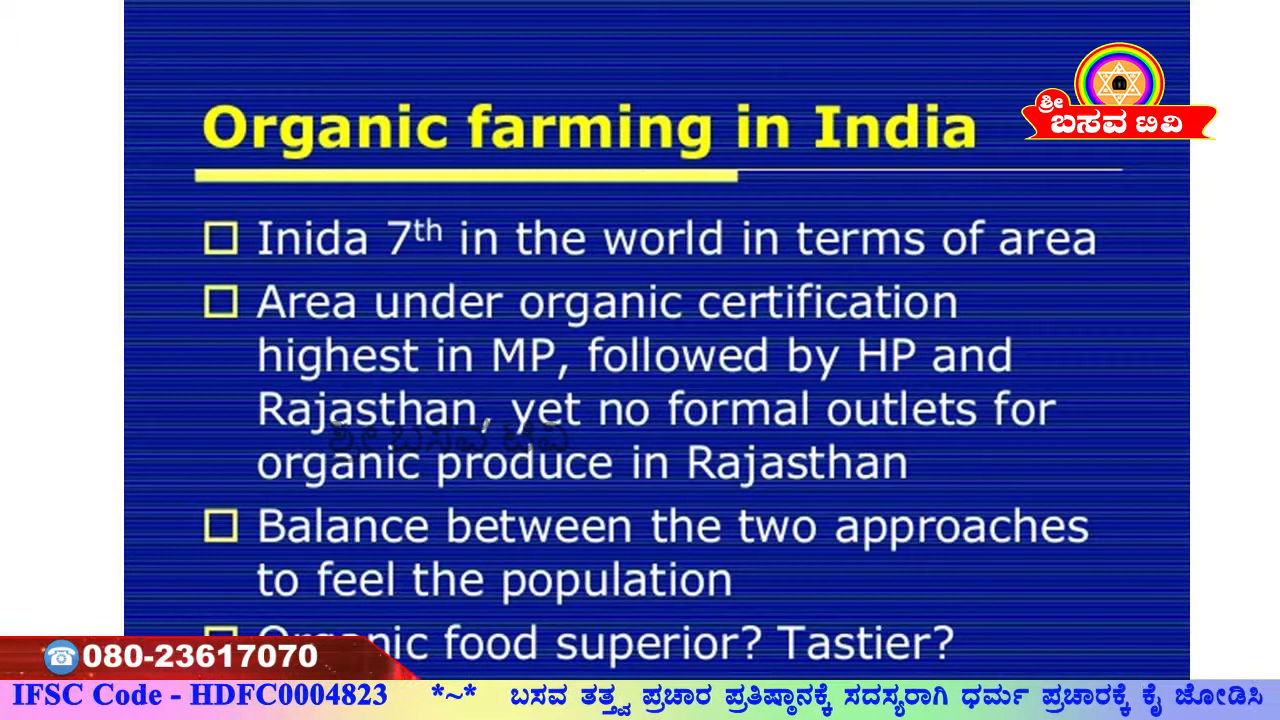 Organic farming in India
ಶ್ರೀ
ಬಸವ ಟಿವಿ
Inida 7th in the world in terms of area
Area under organic certification
highest in MP, followed by HP and
Rajasthan, yet no formal outlets for
ಶ್ರೀ ಬಸವ ಟಿವಿ
organic produce in Rajasthan
Balance between the two approaches
to feel the population
Organic food superior? Tastier?
080-23617070
IFSC Code - HDFC0004823 *~* ಬಸವ ತತ್ತ್ವ ಪ್ರಚಾರ ಪ್ರತಿಷ್ಠಾನಕ್ಕೆ ಸದಸ್ಯರಾಗಿ ಧರ್ಮ ಪ್ರಚಾರಕ್ಕೆ ಕೈ ಜೋಡಿಸಿ